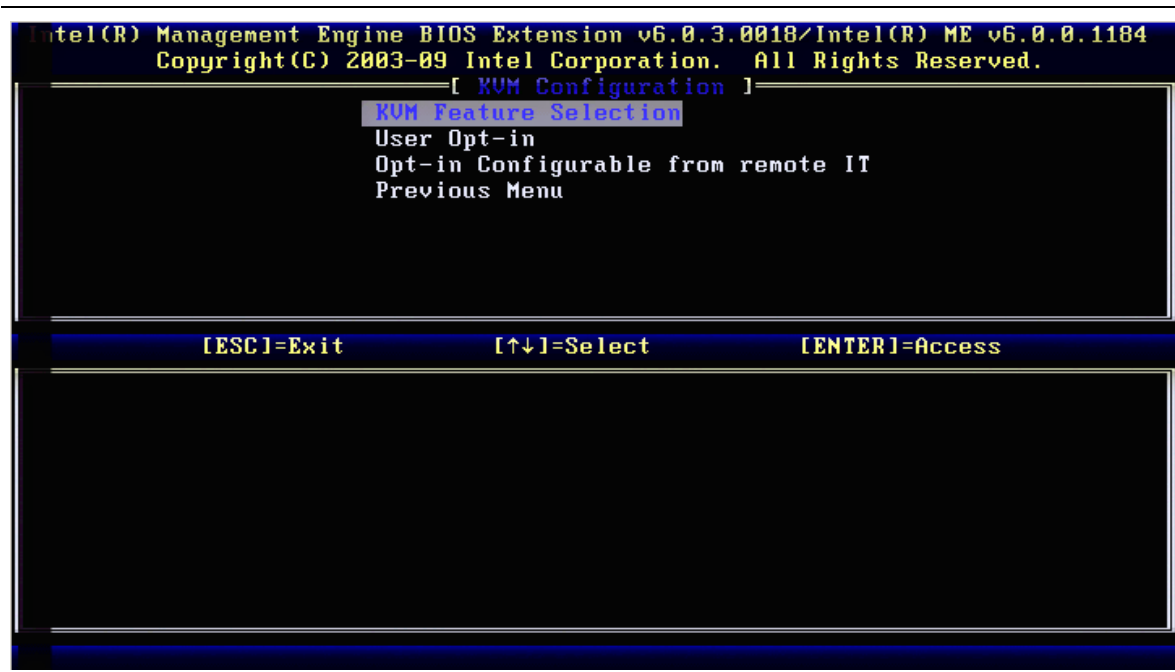 Intel(R) Management Engine BIOS Extension v6.0.3.0018/Intel(R) ME v6.0.0.1184
Copyright(C) 2003-09 Intel Corporation. All Rights Reserved.
[ KVM Configuration ]
KVM Feature Selection
User Opt-in
Opt-in Configurable from remote IT
Previous Menu
[ESC]=Exit [↑↓]=Select [ENTER]=Access